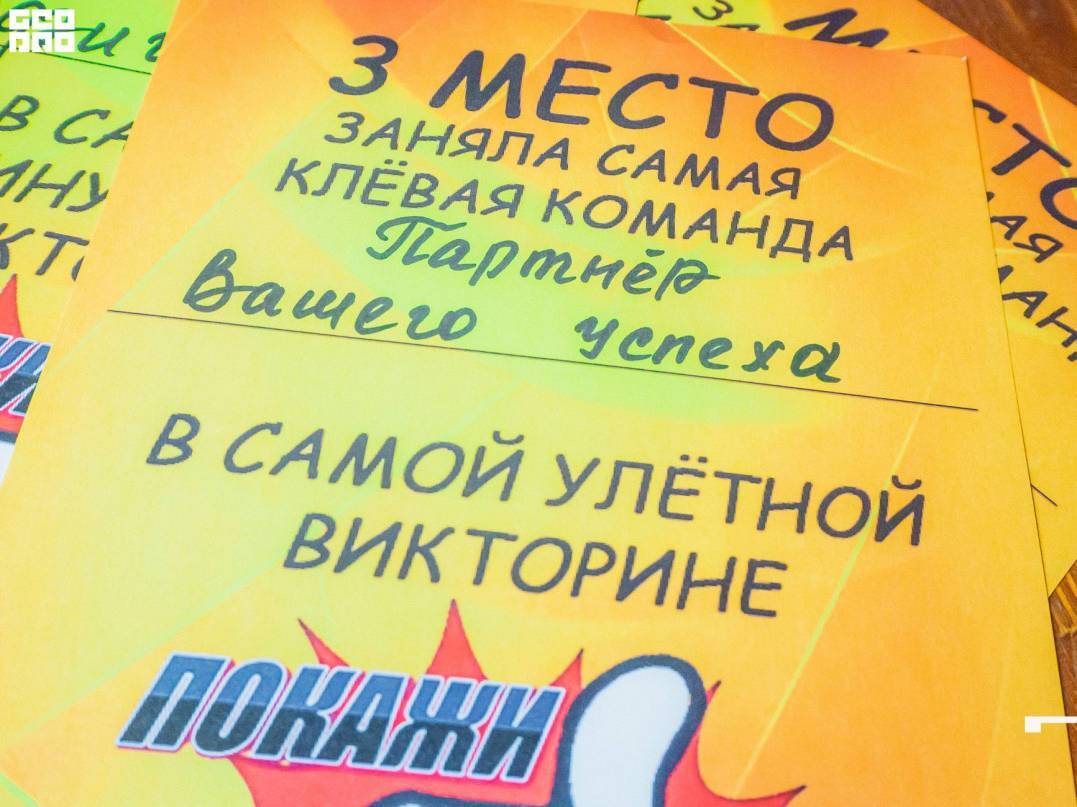 3 МЕСТО
ЗАНЯЛА САМАЯ
КЛЁВАЯ КОМАНДА
Партнёр
Вашего успеха
В САМОЙ УЛЁТНОЙ
ВИКТОРИНЕ
ПОКАЖИ